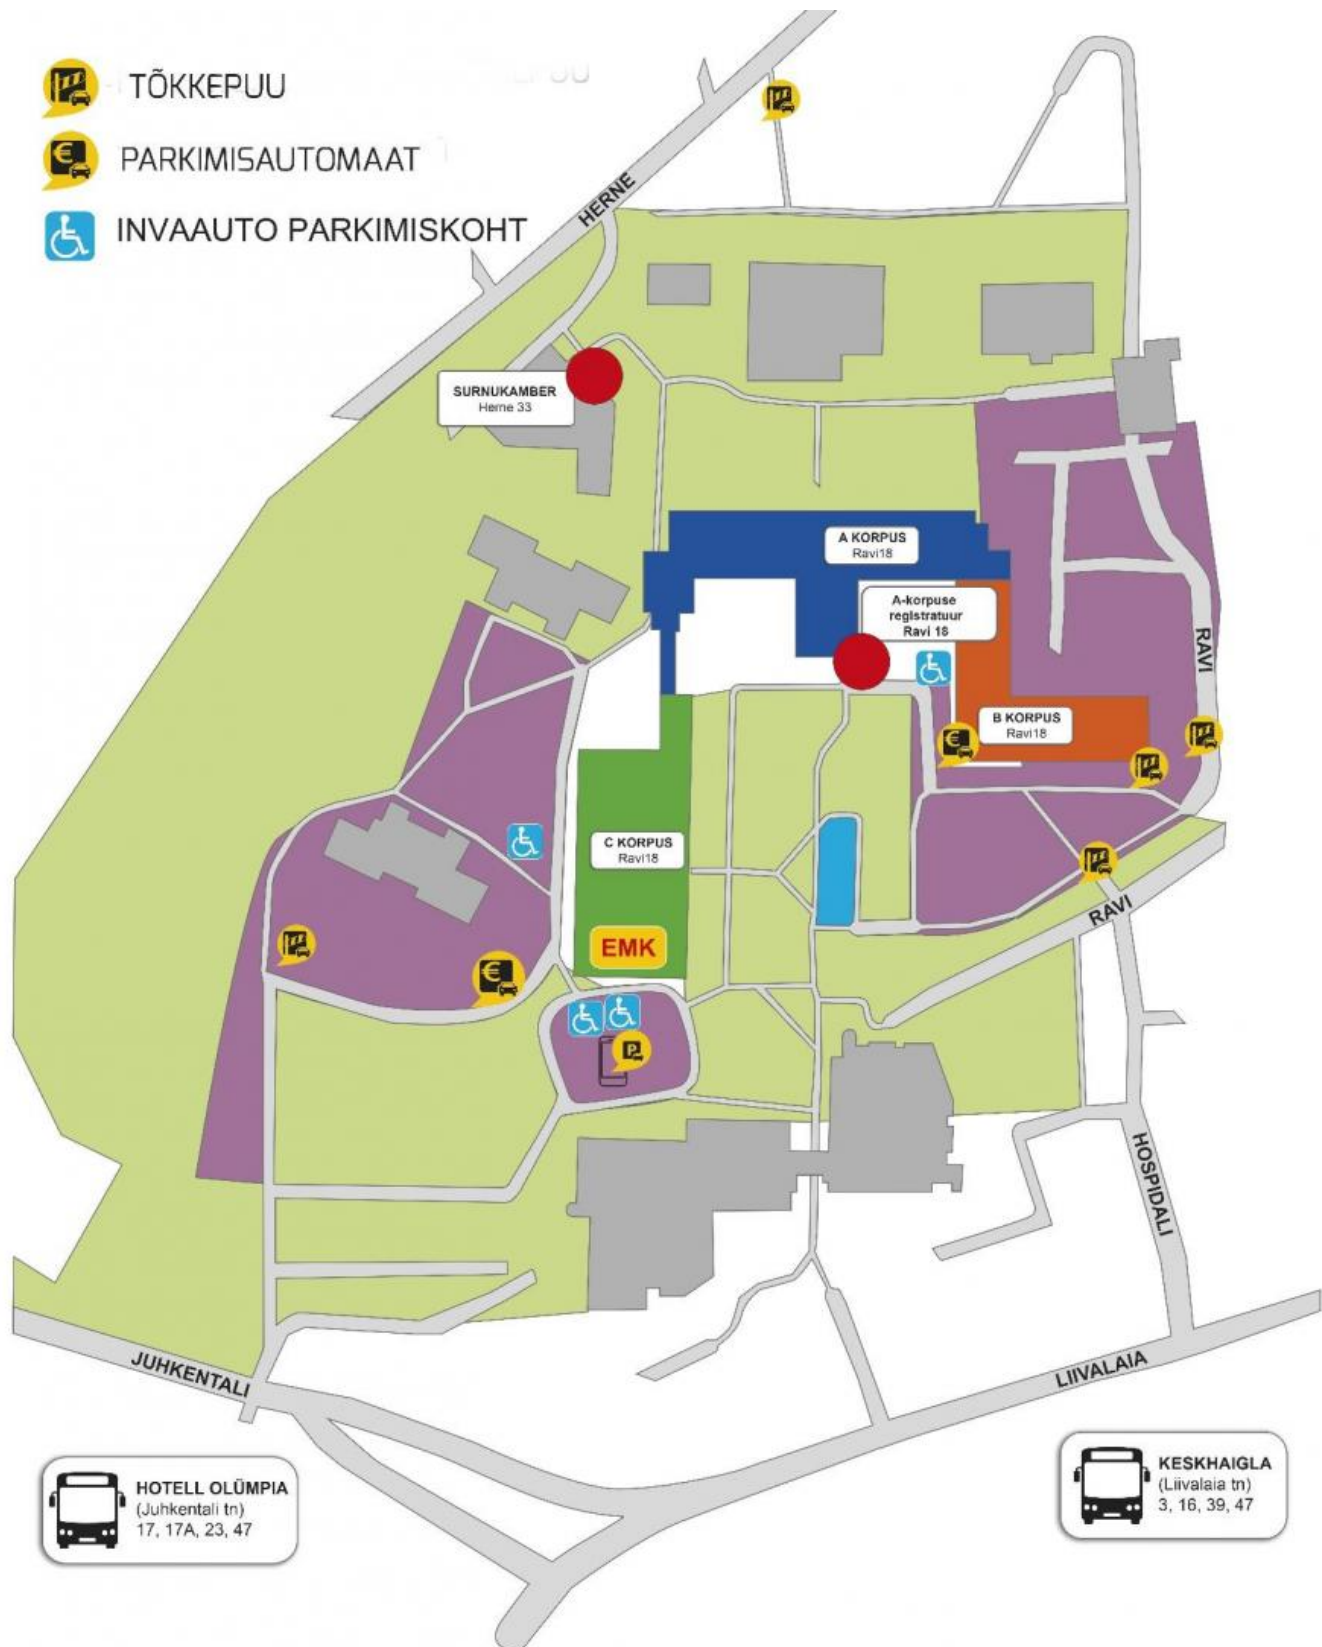 TÕKKEPUU
PARKIMISAUTOMAAT
INVAAUTO PARKIMISKOHT
HERNE
SURNUKAMBER
Herne 33
A KORPUS
Ravi18
A-korpuse
registratuur
Ravi 18
RAVI
B KORPUS
Ravi18
C KORPUS
Ravi18
RAVI
EMK
P
HOSPIDALI
JUHKENTALI
LIIVALAIA
HOTELL OLÜMPIA
(Juhkentali tn)
17, 17A, 23, 47
KESKHAIGLA
(Liivalaia tn)
3, 16, 39, 47